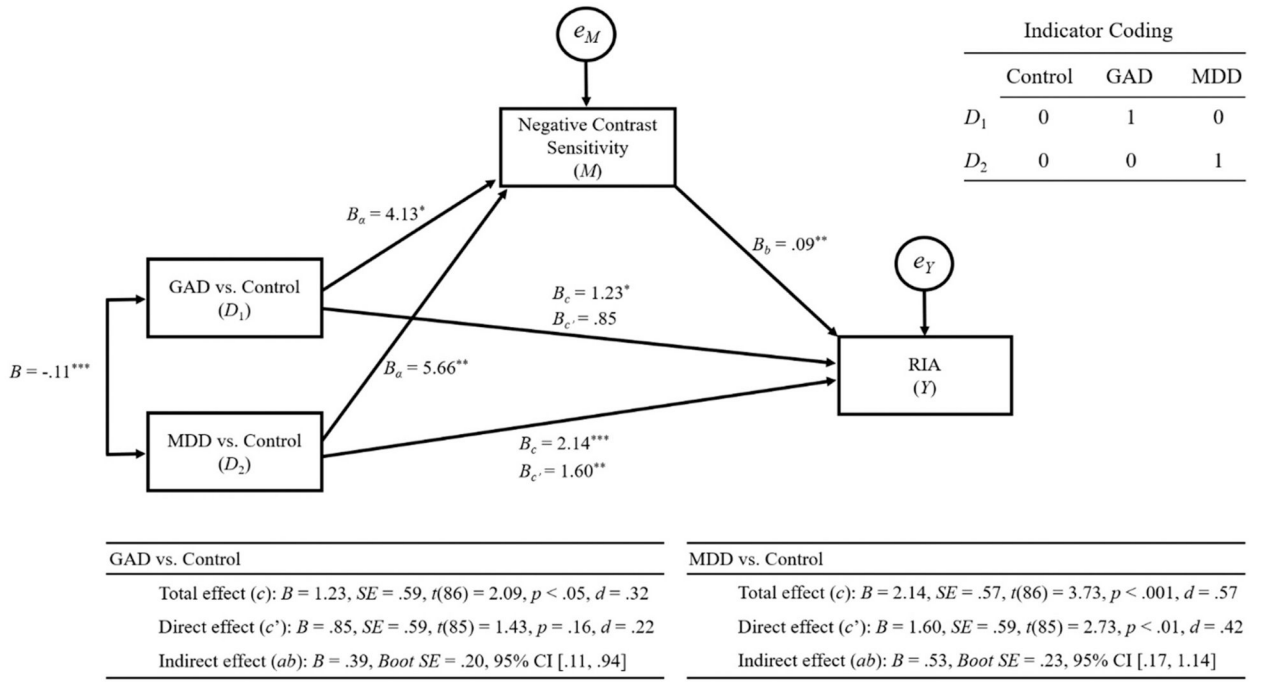 e_M
Indicator Coding
Control GAD MDD
D₁ 0 1 0
D₂ 0 0 1
Negative Contrast
Sensitivity
(M)
Bₐ = 4.13*
B_b = .09**
e_Y
GAD vs. Control
(D₁)
B_c = 1.23*
B_c' = .85
B = -.11***
Bₐ = 5.66**
RIA
(Y)
MDD vs. Control
(D₂)
B_c = 2.14***
B_c' = 1.60**
GAD vs. Control
Total effect (c): B = 1.23, SE = .59, t(86) = 2.09, p < .05, d = .32
Direct effect (c’): B = .85, SE = .59, t(85) = 1.43, p = .16, d = .22
Indirect effect (ab): B = .39, Boot SE = .20, 95% CI [.11, .94]
MDD vs. Control
Total effect (c): B = 2.14, SE = .57, t(86) = 3.73, p < .001, d = .57
Direct effect (c’): B = 1.60, SE = .59, t(85) = 2.73, p < .01, d = .42
Indirect effect (ab): B = .53, Boot SE = .23, 95% CI [.17, 1.14]